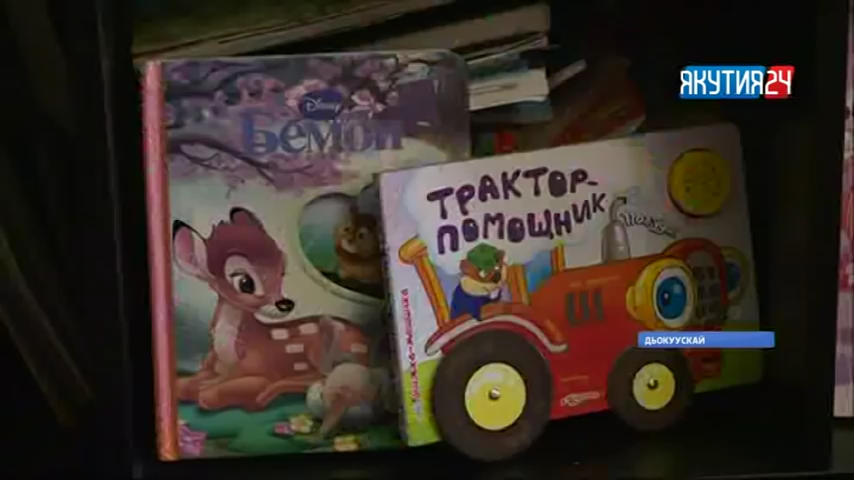 ЯКУТИЯ24
Disney
Бемби
ТРАКТОР-
ПОМОЩНИК
ДЬОКУУСКАЙ